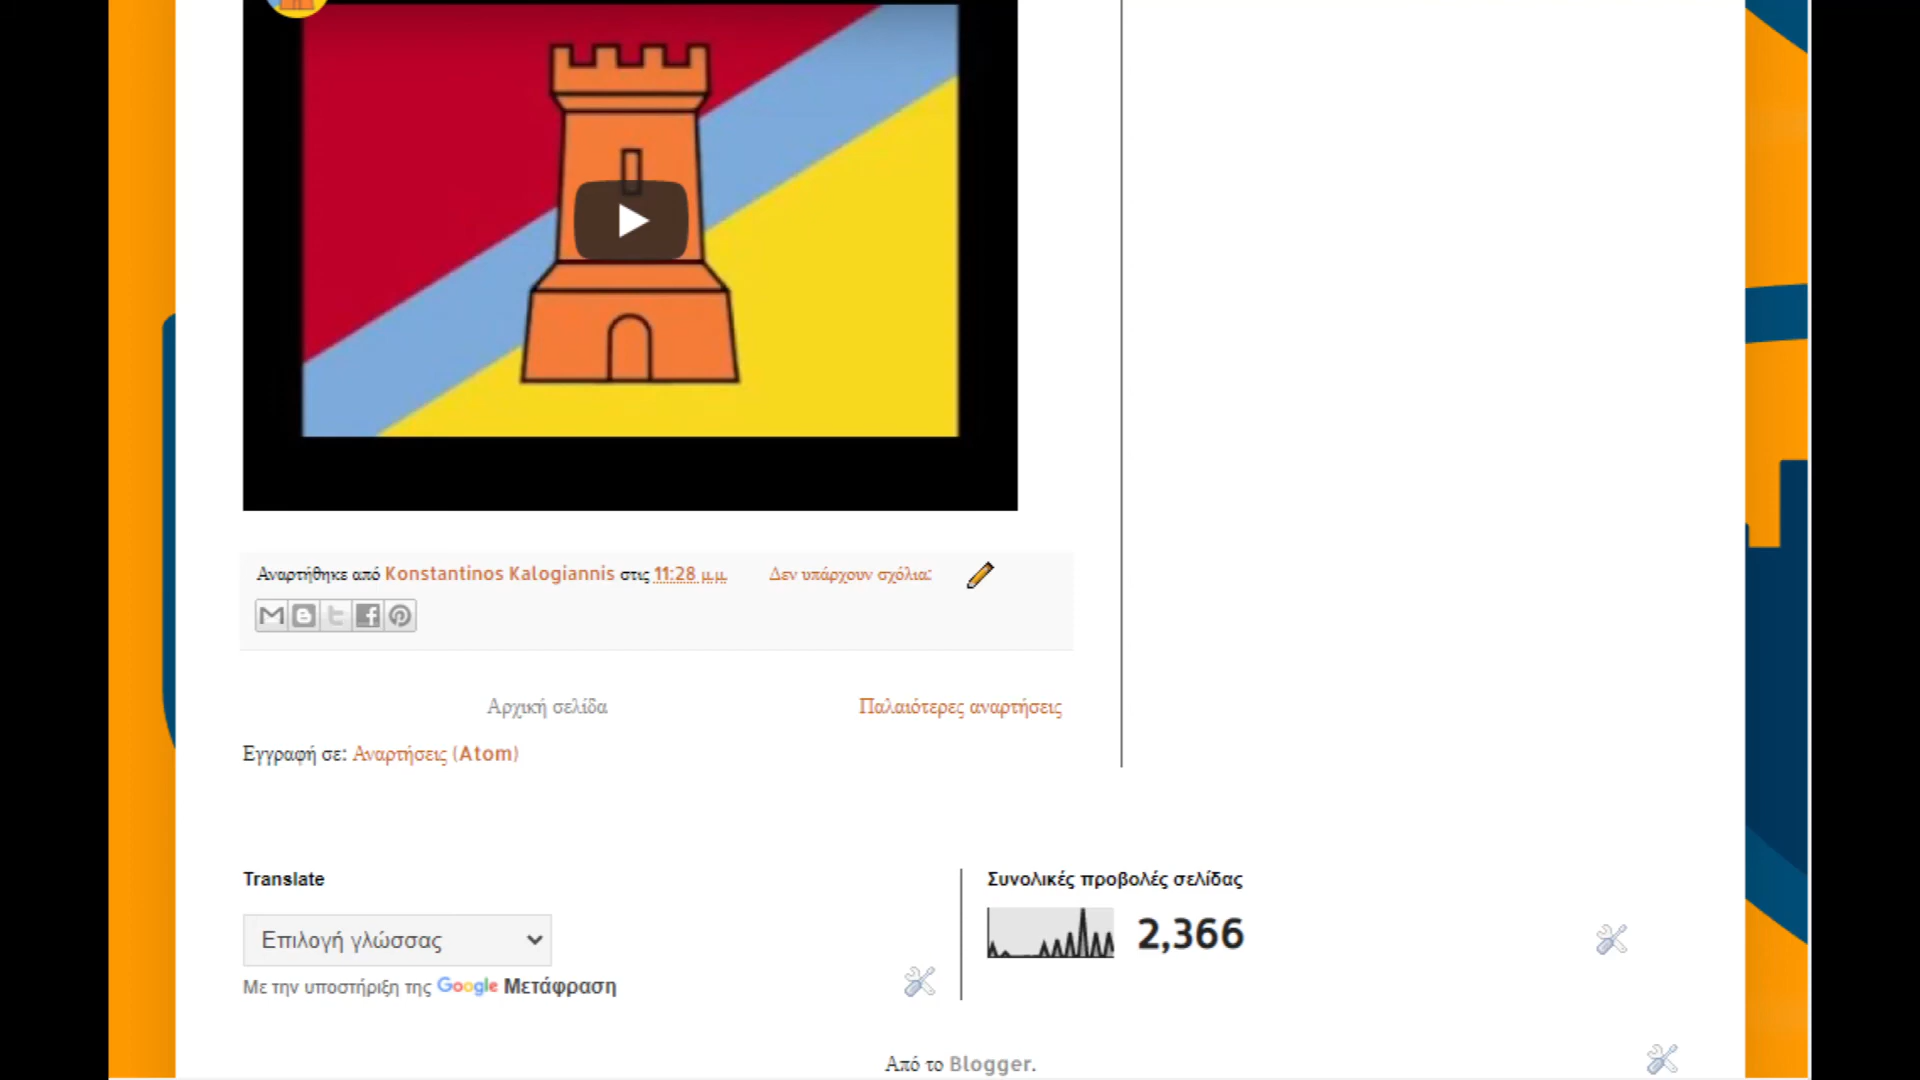 Αναρτήθηκε από Konstantinos Kalogiannis στις 11:28 μ.μ. Δεν υπάρχουν σχόλια:
Αρχική σελίδα Παλαιότερες αναρτήσεις
Εγγραφή σε: Αναρτήσεις (Atom)
Translate
Επιλογή γλώσσας
Με την υποστήριξη της Google Μετάφραση
Συνολικές προβολές σελίδας
2,366
Από το Blogger.